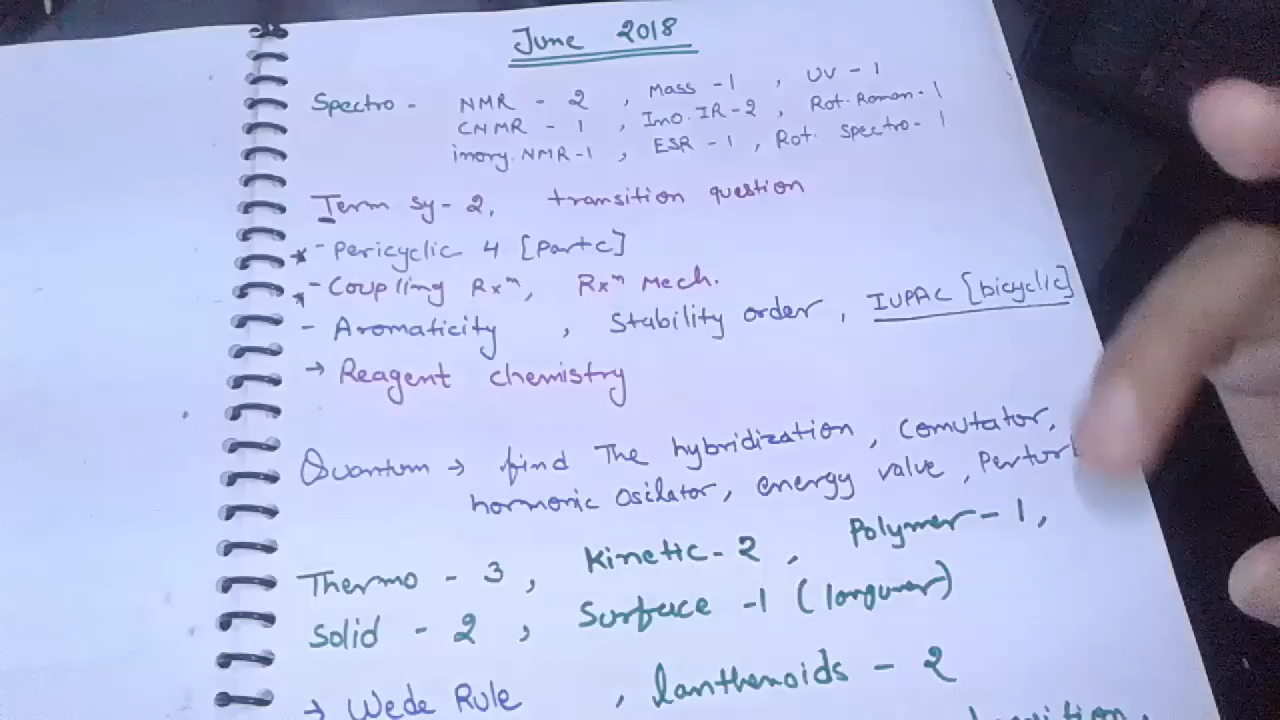 June 2018
Spectro - NMR - 2 , Mass - 1 , UV - 1
CNMR - 1 , Ino. IR - 2 , Rot. Raman - 1
inorg. NMR - 1 , ESR - 1 , Rot. Spectro - 1
Term Sy - 2, transition question
* - Pericyclic 4 [Part c]
* - Coupling Rxⁿ, Rxⁿ Mech.
- Aromaticity , Stability order , IUPAC [bicyclic]
→ Reagent chemistry
Quantum → find The hybridization , Comutator,
harmonic Oscilator, energy value , Perturb
Thermo - 3 , Kinetic - 2 , Polymer - 1 ,
Solid - 2 , Surface - 1 (
→ Wede Rule , lanthenoids - 2